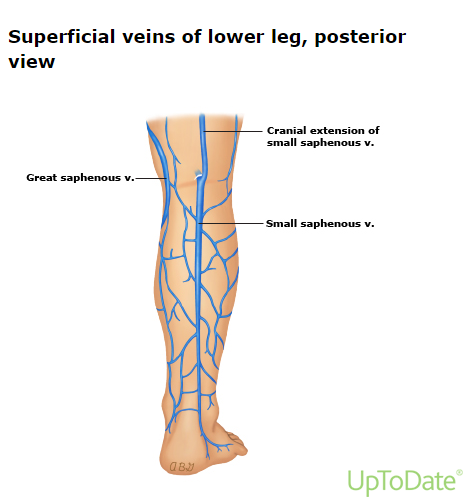 Superficial veins of lower leg, posterior
view
Cranial extension of
small saphenous v.
Great saphenous v.
Small saphenous v.
UpToDate®